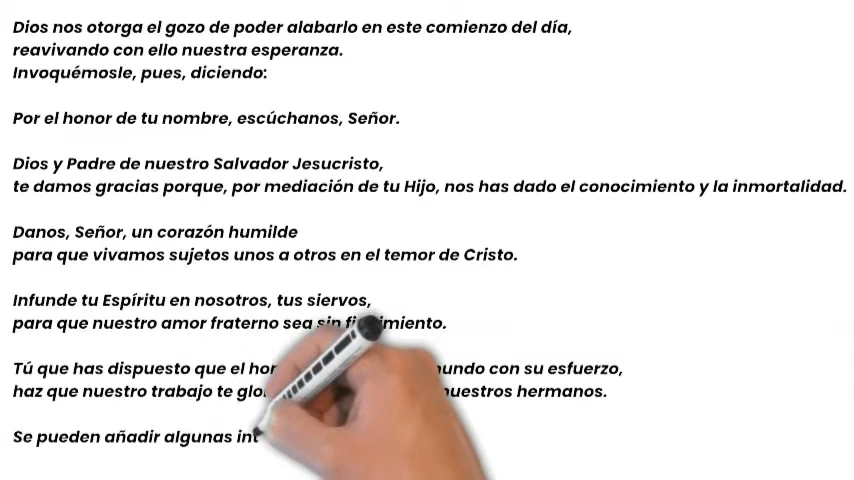 Dios nos otorga el gozo de poder alabarlo en este comienzo del día,
reavivando con ello nuestra esperanza.
Invoquémosle, pues, diciendo:
Por el honor de tu nombre, escúchanos, Señor.
Dios y Padre de nuestro Salvador Jesucristo,
te damos gracias porque, por mediación de tu Hijo, nos has dado el conocimiento y la inmortalidad.
Danos, Señor, un corazón humilde
para que vivamos sujetos unos a otros en el temor de Cristo.
Infunde tu Espíritu en nosotros, tus siervos,
para que nuestro amor fraterno sea sin
Tú que has dispuesto que el con su esfuerzo,
haz que nuestro trabajo te nuestros hermanos.
Se pueden añadir algunas